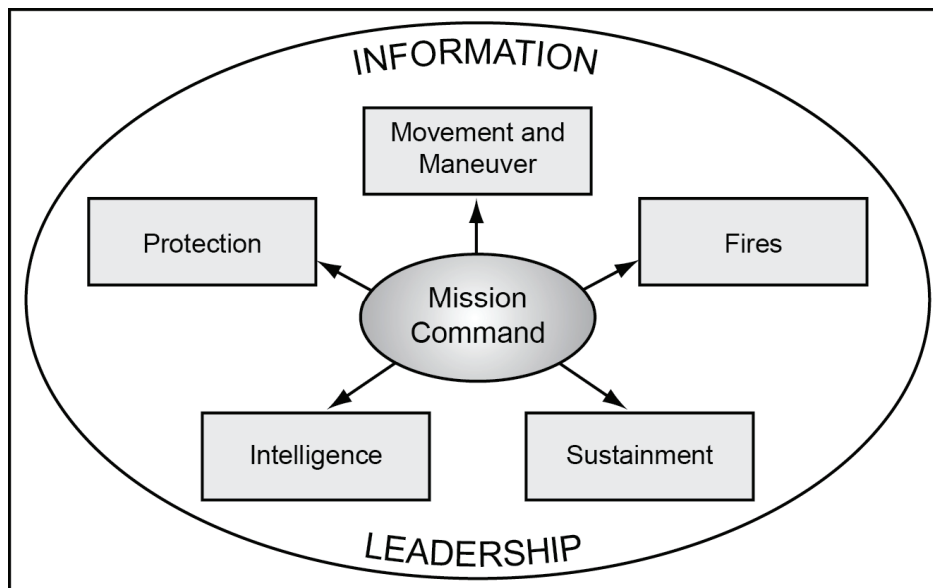 INFORMATION
Movement and
Maneuver
Protection
Fires
Mission
Command
Intelligence
Sustainment
LEADERSHIP